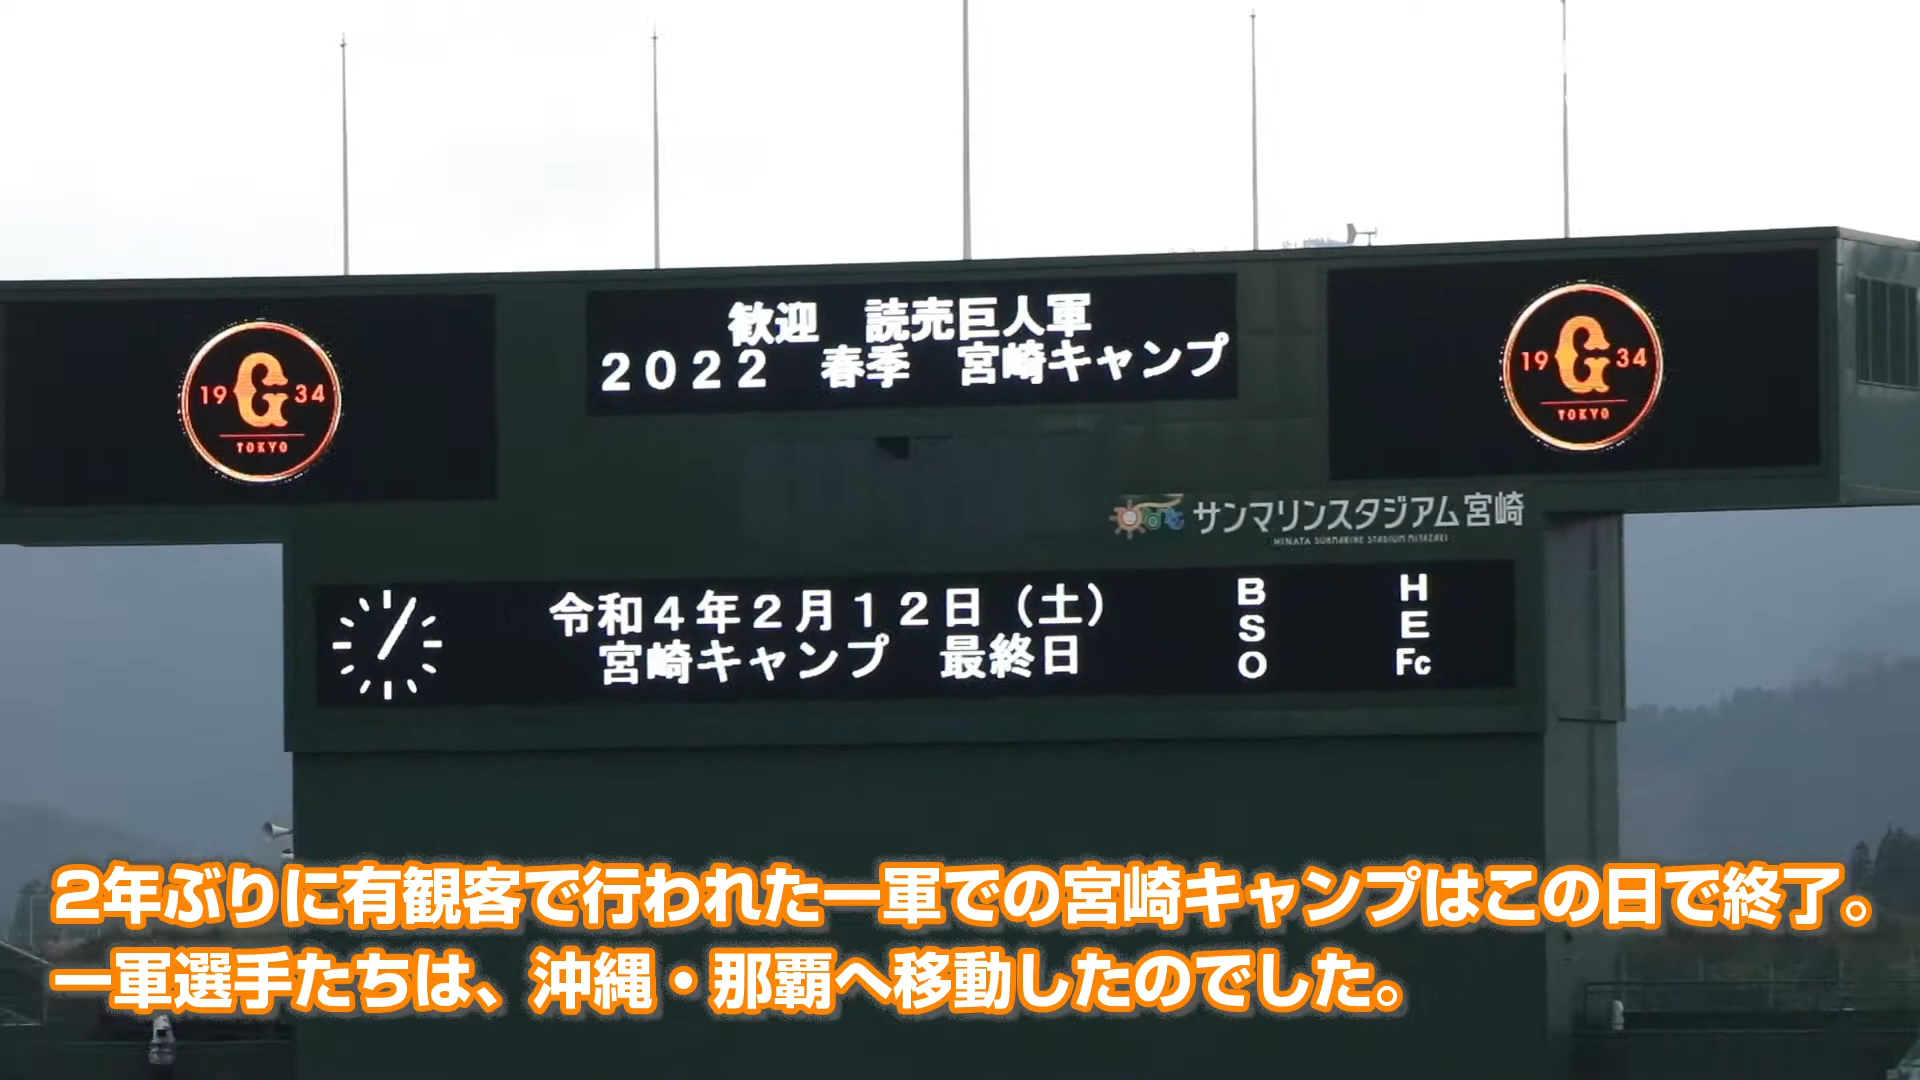 歓迎　読売巨人軍
２０２２　春季　宮崎キャンプ
19 G 34
TOKYO
19 G 34
TOKYO
サンマリンスタジアム宮崎
HINATA SUNMARINE STADIUM MIYAZAKI
令和４年２月１２日（土）
宮崎キャンプ　最終日
B H
S E
O Fc
2年ぶりに有観客で行われた一軍での宮崎キャンプはこの日で終了。
一軍選手たちは、沖縄・那覇へ移動したのでした。